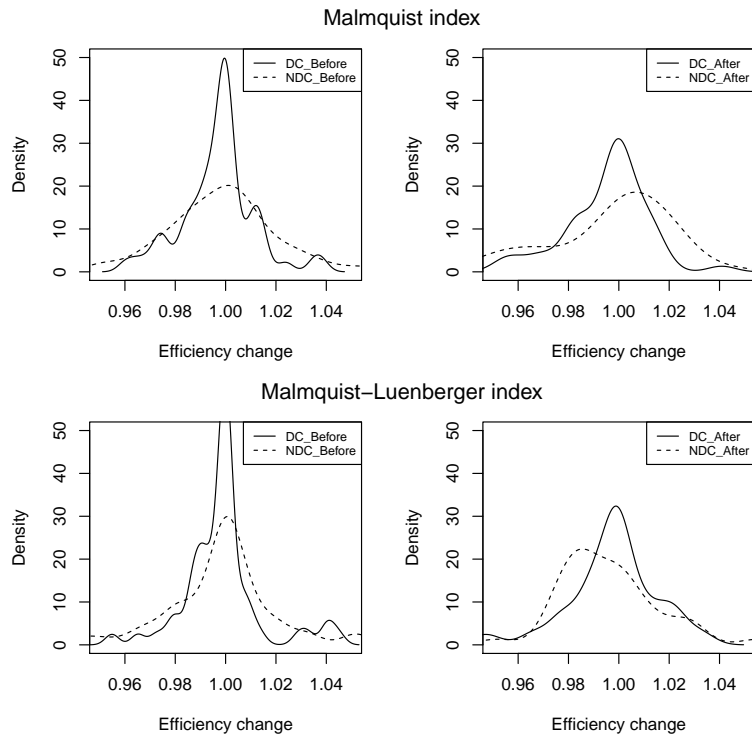 Malmquist index
DC_Before
NDC_Before
50
40
30
20
10
0
Density
0.96 0.98 1.00 1.02 1.04
Efficiency change
DC_After
NDC_After
50
40
30
20
10
0
Density
0.96 0.98 1.00 1.02 1.04
Efficiency change
Malmquist−Luenberger index
DC_Before
NDC_Before
50
40
30
20
10
0
Density
0.96 0.98 1.00 1.02 1.04
Efficiency change
DC_After
NDC_After
50
40
30
20
10
0
Density
0.96 0.98 1.00 1.02 1.04
Efficiency change